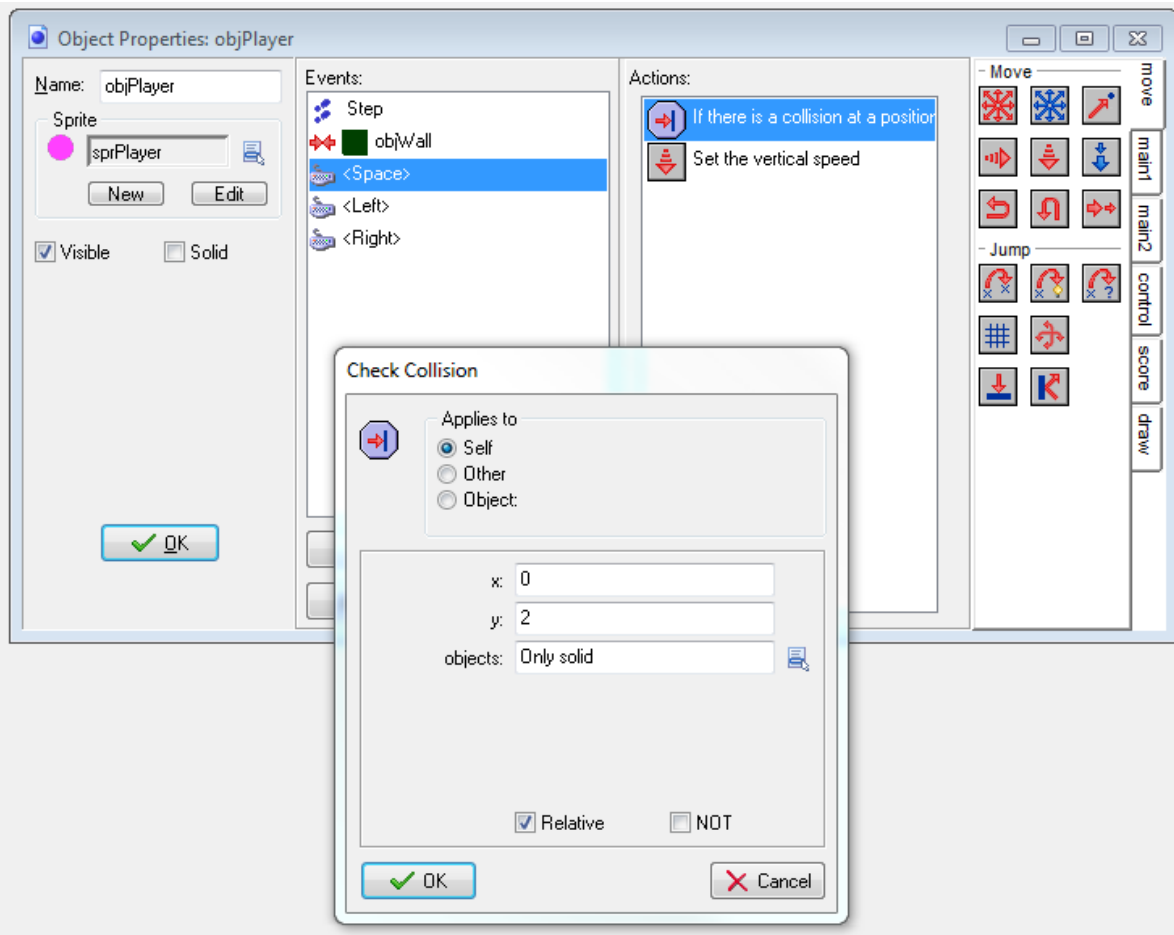 Object Properties: objPlayer
Name: objPlayer
Sprite
sprPlayer
New Edit
Visible Solid
OK
Events:
Step
objWall
<Space>
<Left>
<Right>
Actions:
If there is a collision at a position
Set the vertical speed
Move
Jump
move
main1
main2
control
score
draw
Check Collision
Applies to
Self
Other
Object:
x: 0
y: 2
objects: Only solid
Relative NOT
OK Cancel